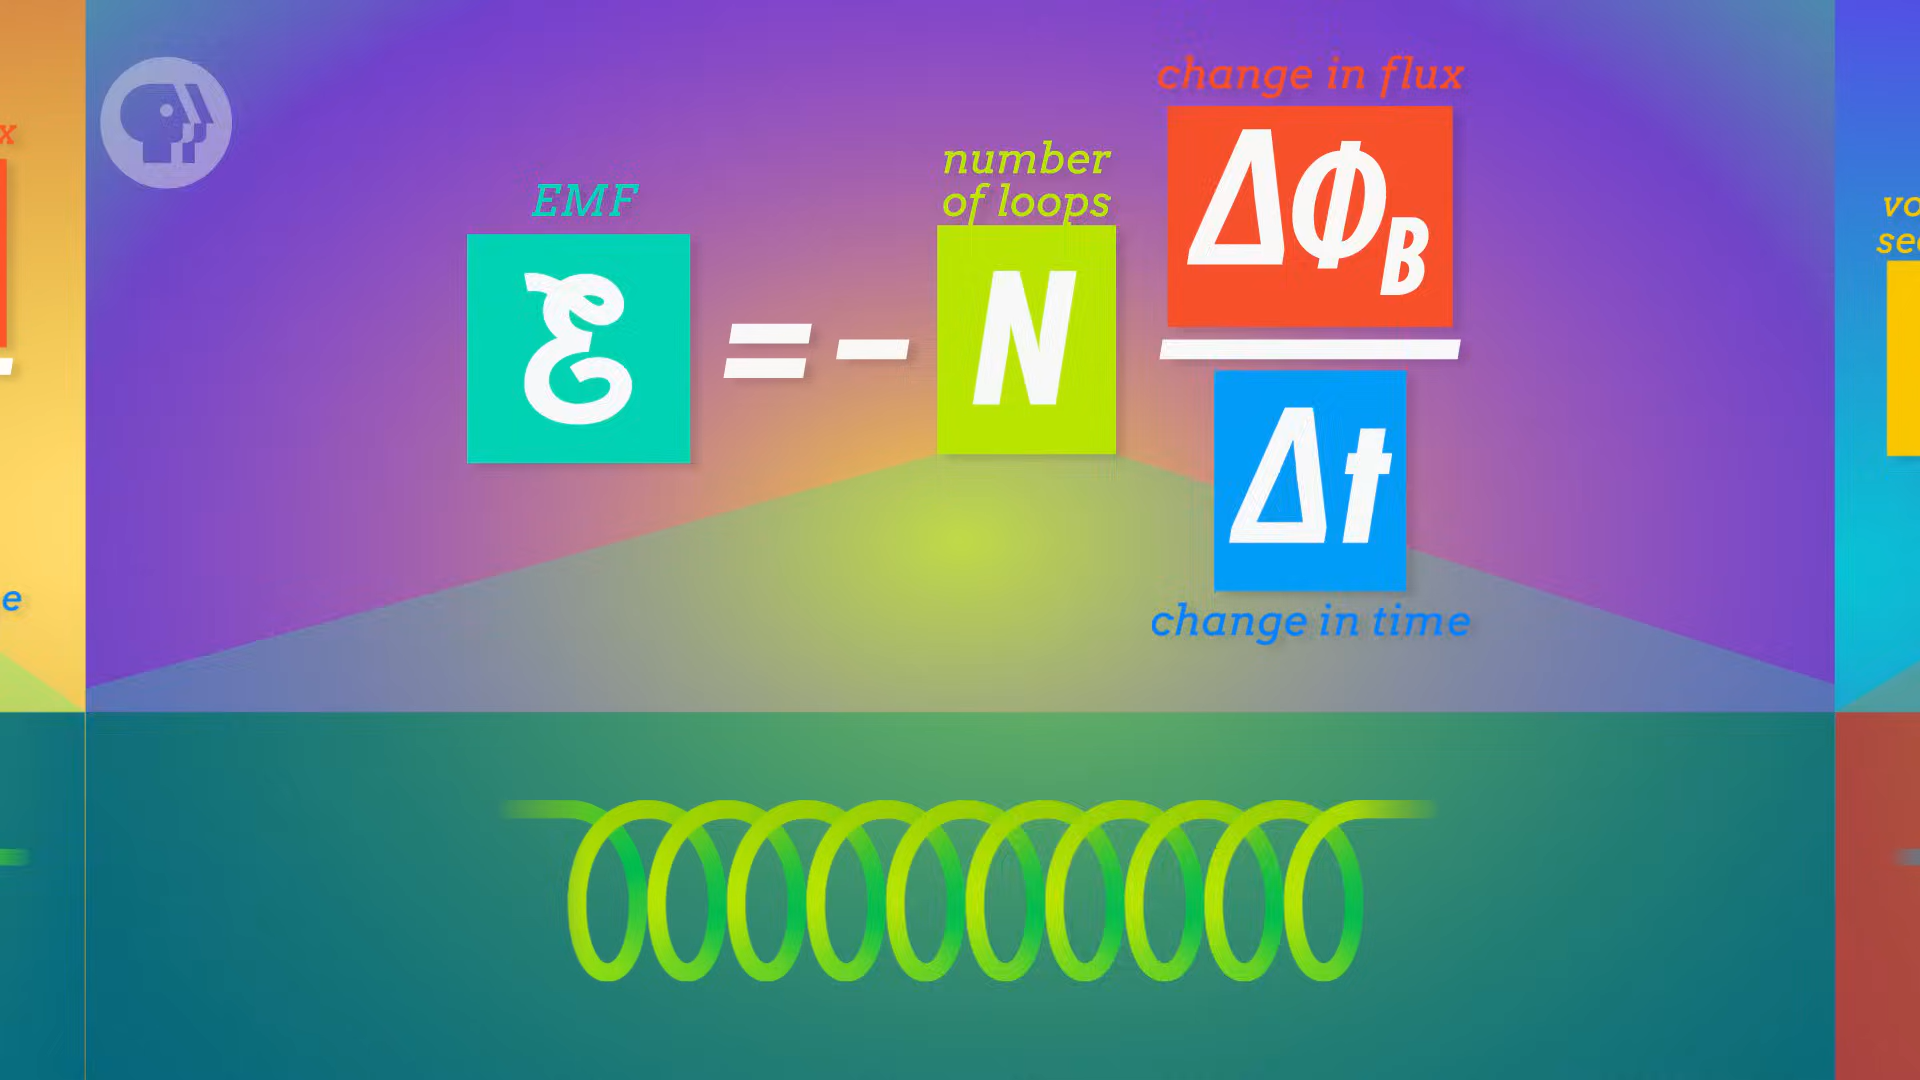 change in flux
number
of loops
EMF
ℰ = - N ΔΦB
Δt
change in time